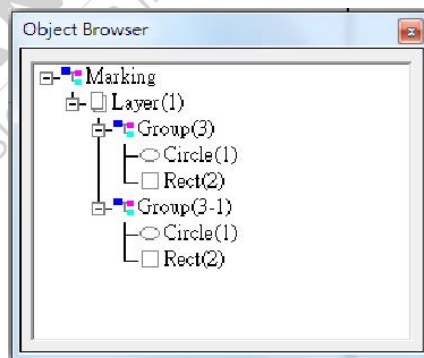 Object Browser
Marking
Layer(1)
Group(3)
Circle(1)
Rect(2)
Group(3-1)
Circle(1)
Rect(2)